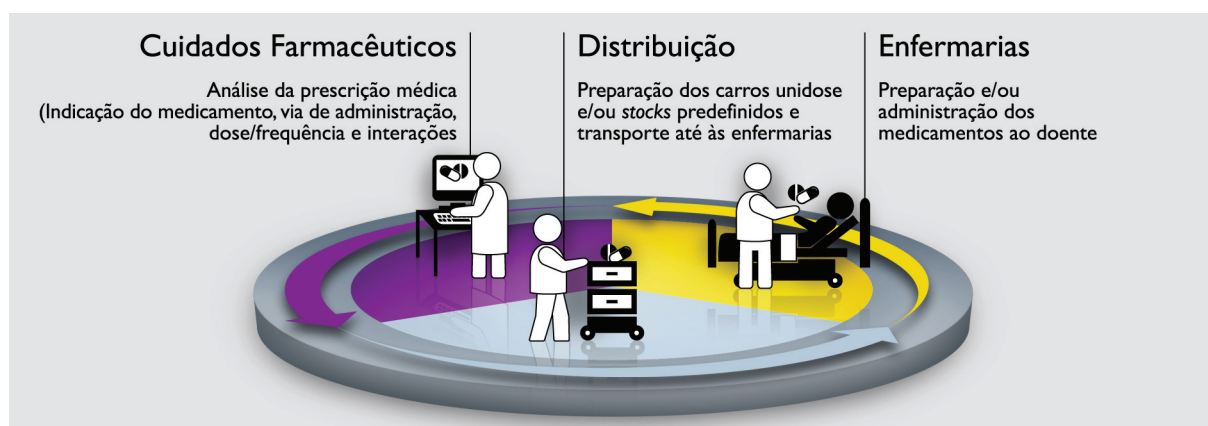 Cuidados Farmacêuticos
Análise da prescrição médica
(Indicação do medicamento, via de administração,
dose/frequência e interações
Distribuição
Preparação dos carros unidose
e/ou stocks predefinidos e
transporte até às enfermarias
Enfermarias
Preparação e/ou
administração dos
medicamentos ao doente